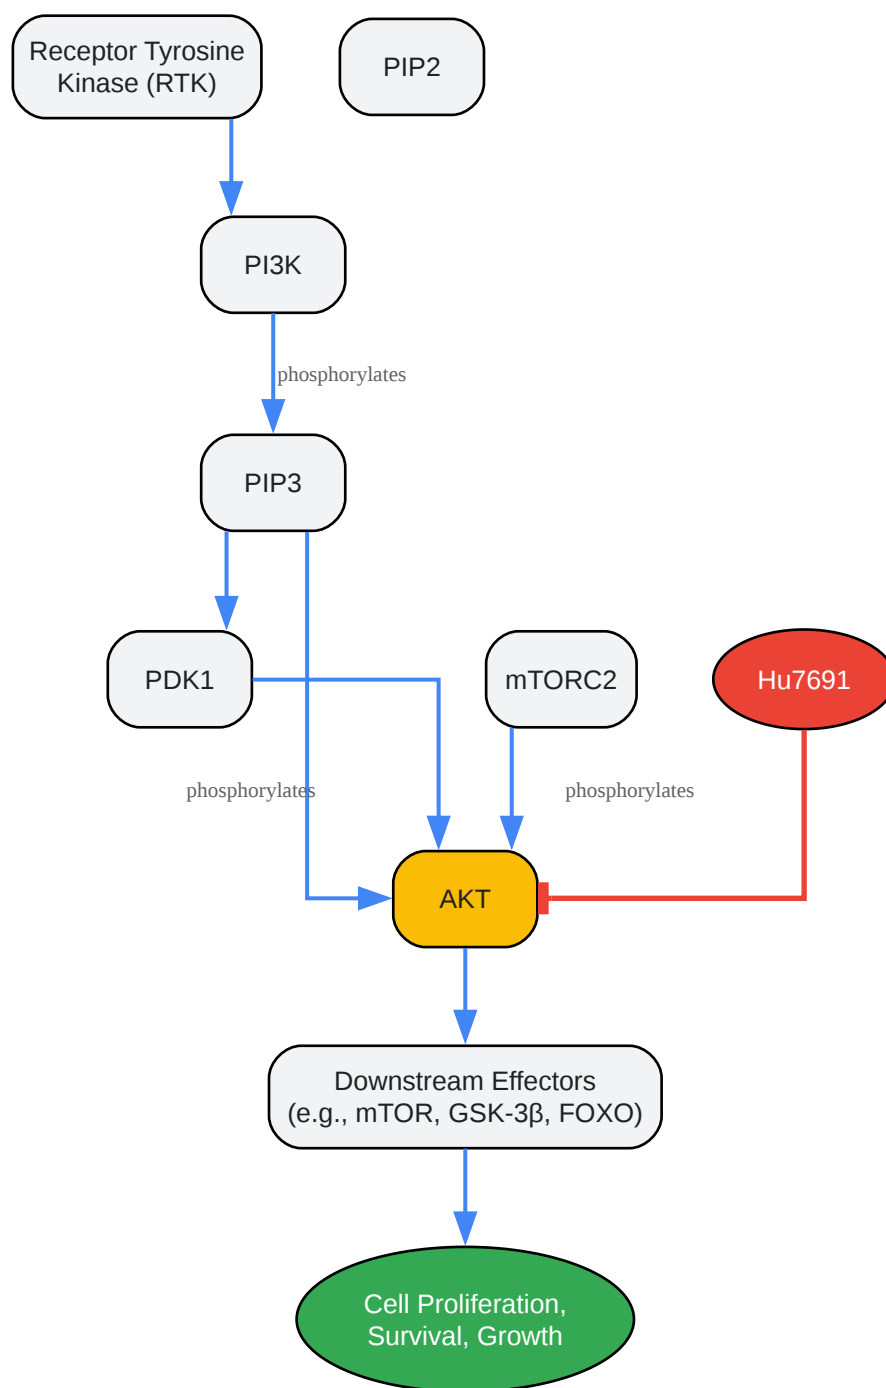 Receptor Tyrosine
Kinase (RTK)
PIP2
PI3K
phosphorylates
PIP3
PDK1
mTORC2
Hu7691
phosphorylates
phosphorylates
AKT
Downstream Effectors
(e.g., mTOR, GSK-3β, FOXO)
Cell Proliferation,
Survival, Growth